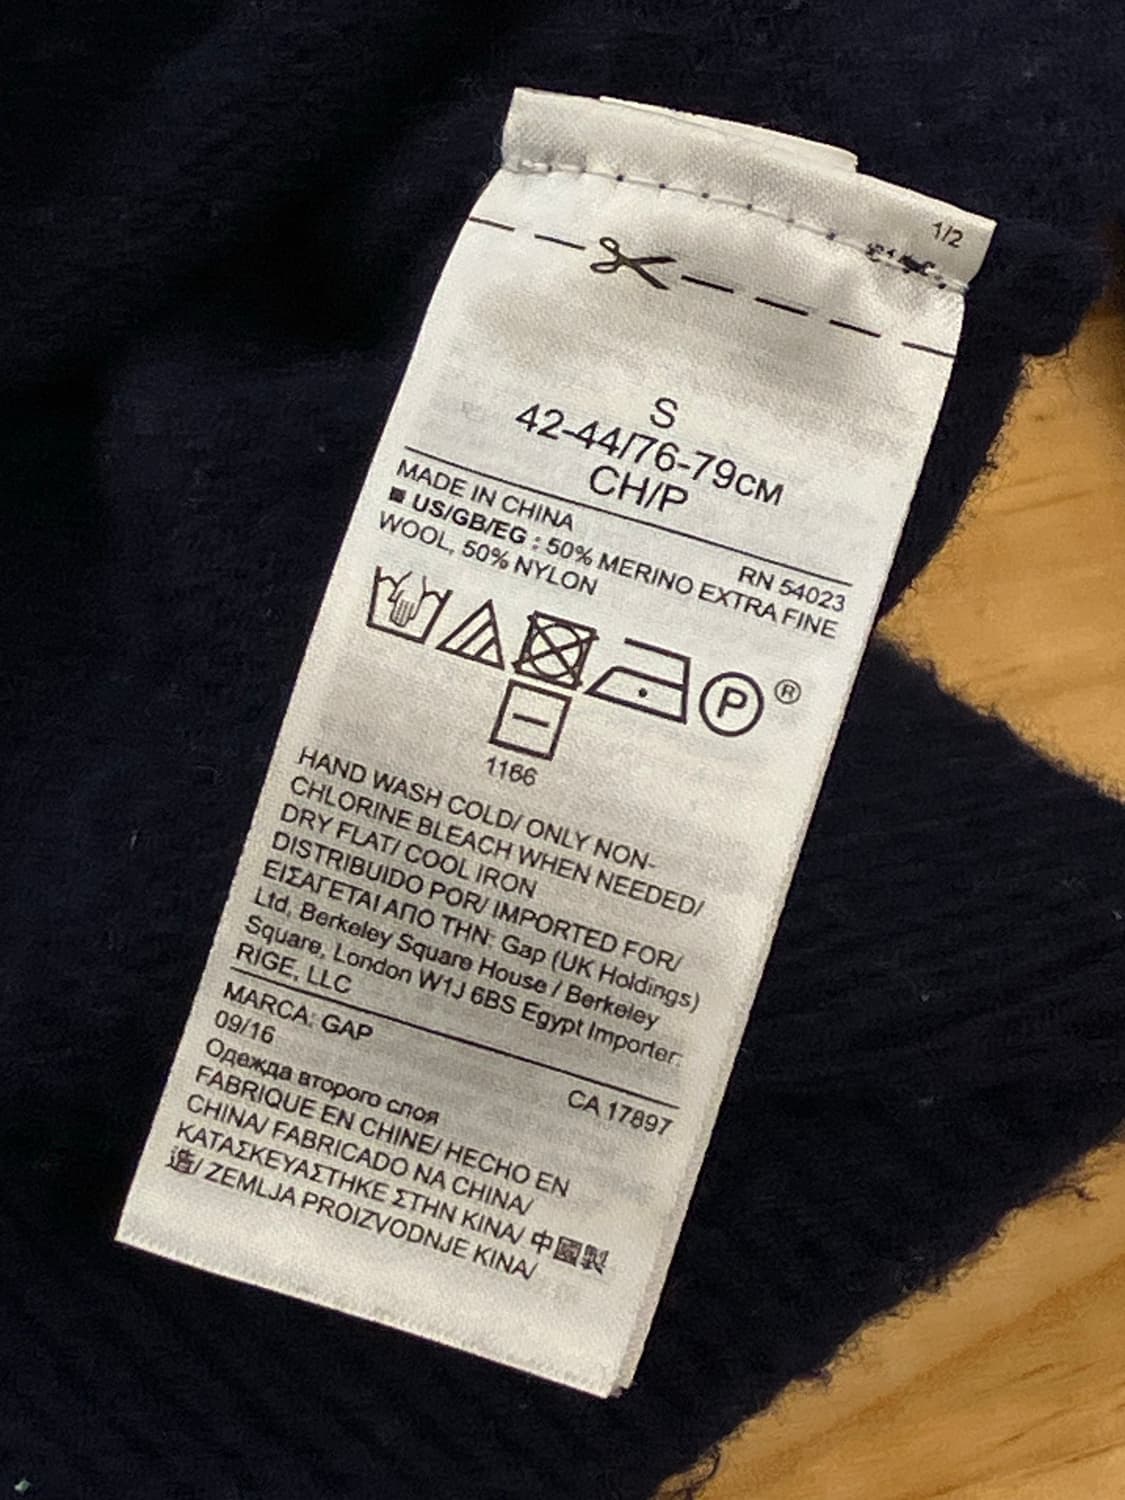 1/2
S
42-44/76-79CM
CH/P
MADE IN CHINA
RN 54023
■ US/GB/EG : 50% MERINO EXTRA FINE
WOOL, 50% NYLON
P ®
1166
HAND WASH COLD/ ONLY NON-
CHLORINE BLEACH WHEN NEEDED/
DRY FLAT/ COOL IRON
DISTRIBUIDO POR/ IMPORTED FOR/
ΕΙΣΑΓΕΤΑΙ ΑΠΟ ΤΗΝ: Gap (UK Holdings)
Ltd, Berkeley Square House / Berkeley
Square, London W1J 6BS Egypt Importer:
RIGE, LLC
MARCA: GAP
CA 17897
09/16
Одежда второго слоя
FABRIQUE EN CHINE/ HECHO EN
CHINA/ FABRICADO NA CHINA/
ΚΑΤΑΣΚΕΥΑΣΤΗΚΕ ΣΤΗΝ ΚΙΝΑ/ 中國製
造/ ZEMLJA PROIZVODNJE KINA/